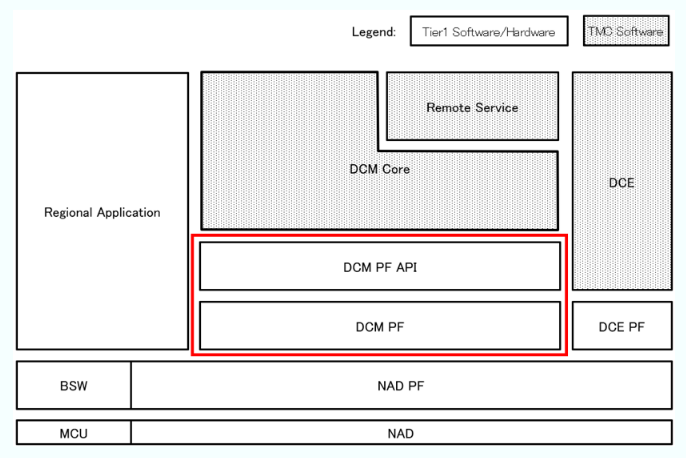 Legend:
Tier1 Software/Hardware
TMC Software
Remote Service
DCM Core
DCE
Regional Application
DCM PF API
DCM PF
DCE PF
BSW
NAD PF
MCU
NAD